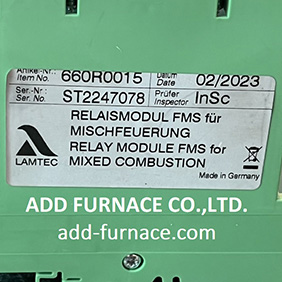 Artikel-Nr.: Item No. 660R0015 Datum Date 02/2023
Ser.-Nr.: Ser. No. ST2247078 Prüfer Inspector InSc
LAMTEC
RELAISMODUL FMS für
MISCHFEUERUNG
RELAY MODULE FMS for
MIXED COMBUSTION
Made in Germany
ADD FURNACE CO.,LTD.
add-furnace.com